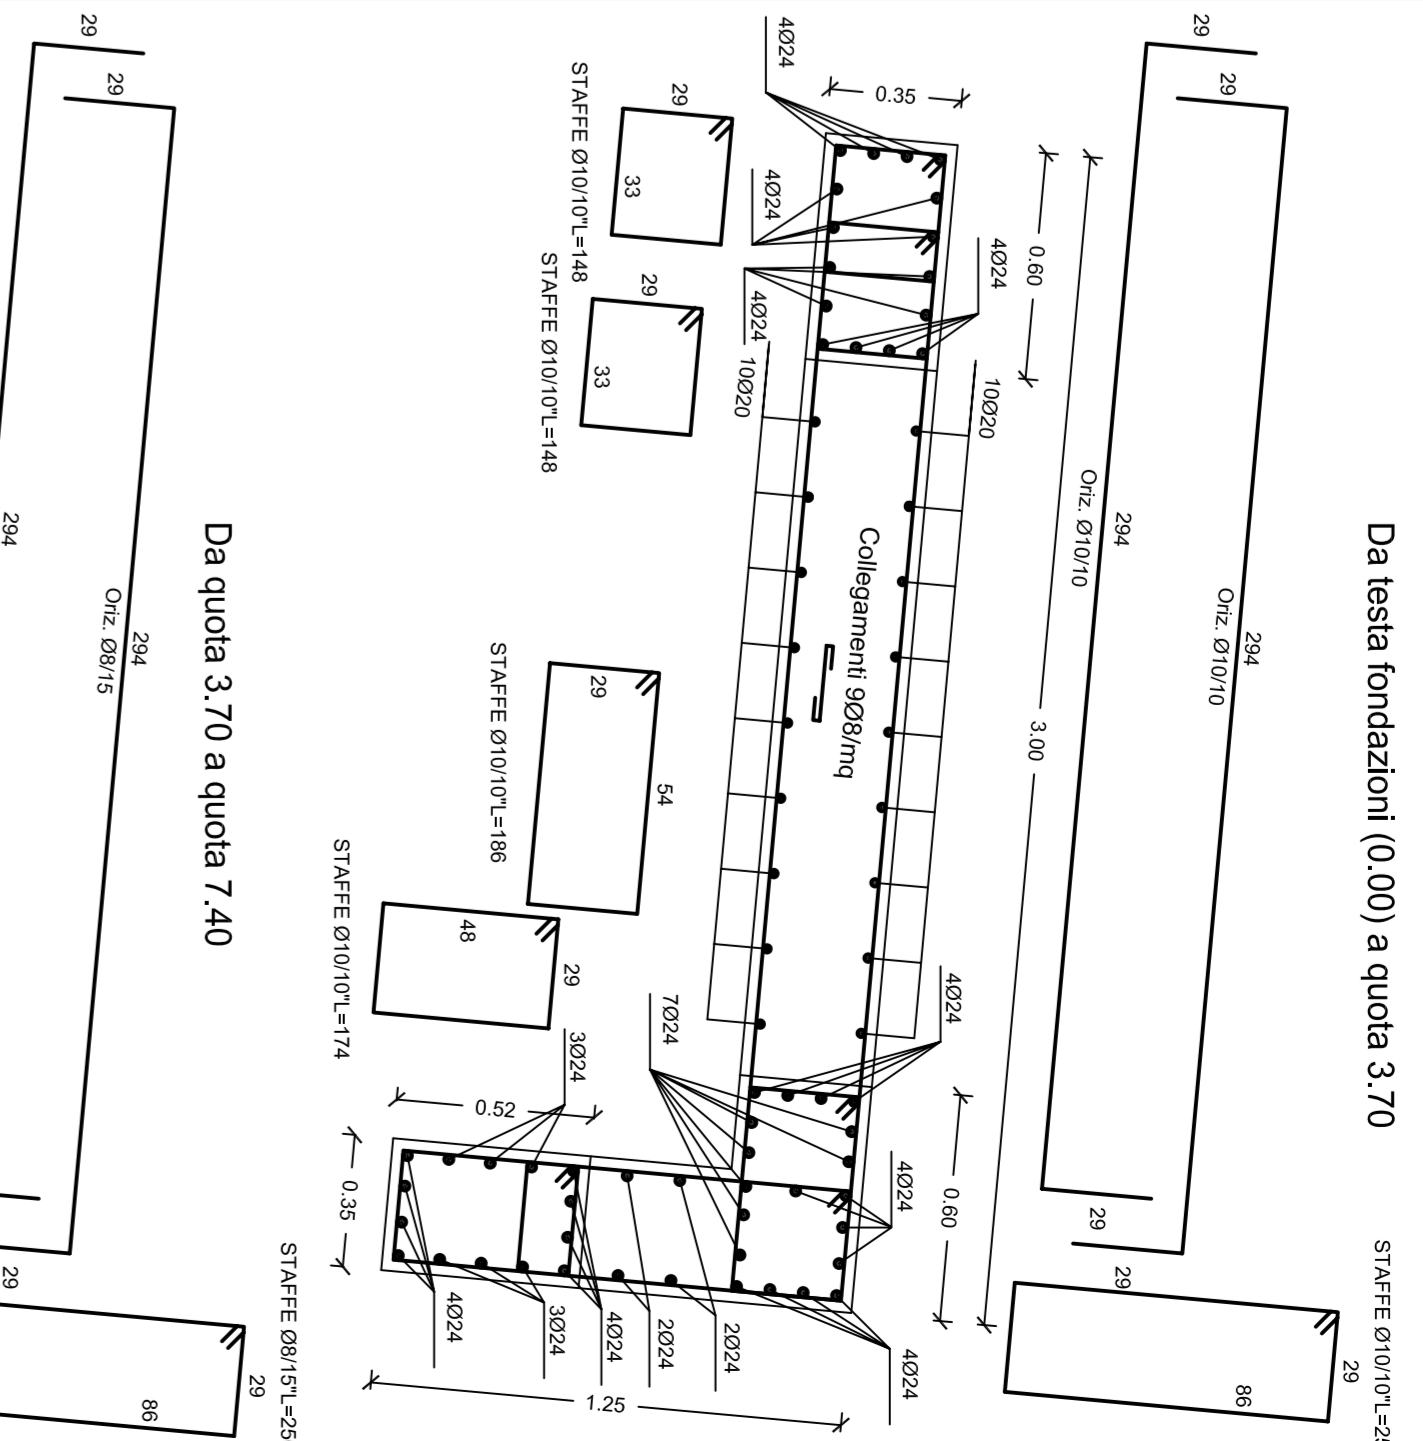 Da testa fondazioni (0.00) a quota 3.70
29
29
294
Oriz. Ø10/10
294
Oriz. Ø10/10
29
29
STAFFE Ø10/10"L=25
29
86
4Ø24
0.35
4Ø24
4Ø24
4Ø24
0.60
3.00
10Ø20
10Ø20
Collegamenti 9Ø8/mq
STAFFE Ø10/10"L=148
29
33
STAFFE Ø10/10"L=148
29
33
STAFFE Ø10/10"L=186
29
54
STAFFE Ø10/10"L=174
48
29
7Ø24
4Ø24
4Ø24
0.60
3Ø24
0.52
0.35
4Ø24
3Ø24
4Ø24
2Ø24
2Ø24
4Ø24
1.25
Da quota 3.70 a quota 7.40
29
29
294
294
Oriz. Ø8/15
29
STAFFE Ø8/15"L=25
29
86